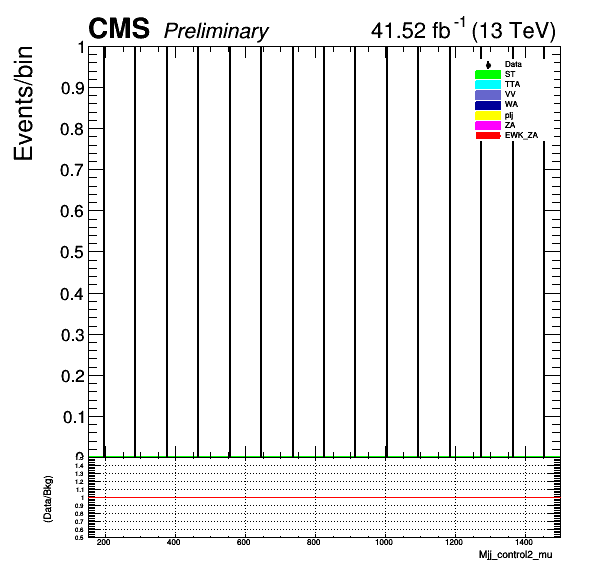 CMS Preliminary 41.52 fb-1 (13 TeV)
Events/bin
1
0.9
0.8
0.7
0.6
0.5
0.4
0.3
0.2
0.1
Data
ST
TTA
VV
WA
plj
ZA
EWK_ZA
(Data/Bkg)
1.4
1.3
1.2
1.1
1
0.9
0.8
0.7
0.6
0.5
200 400 600 800 1000 1200 1400
Mjj_control2_mu